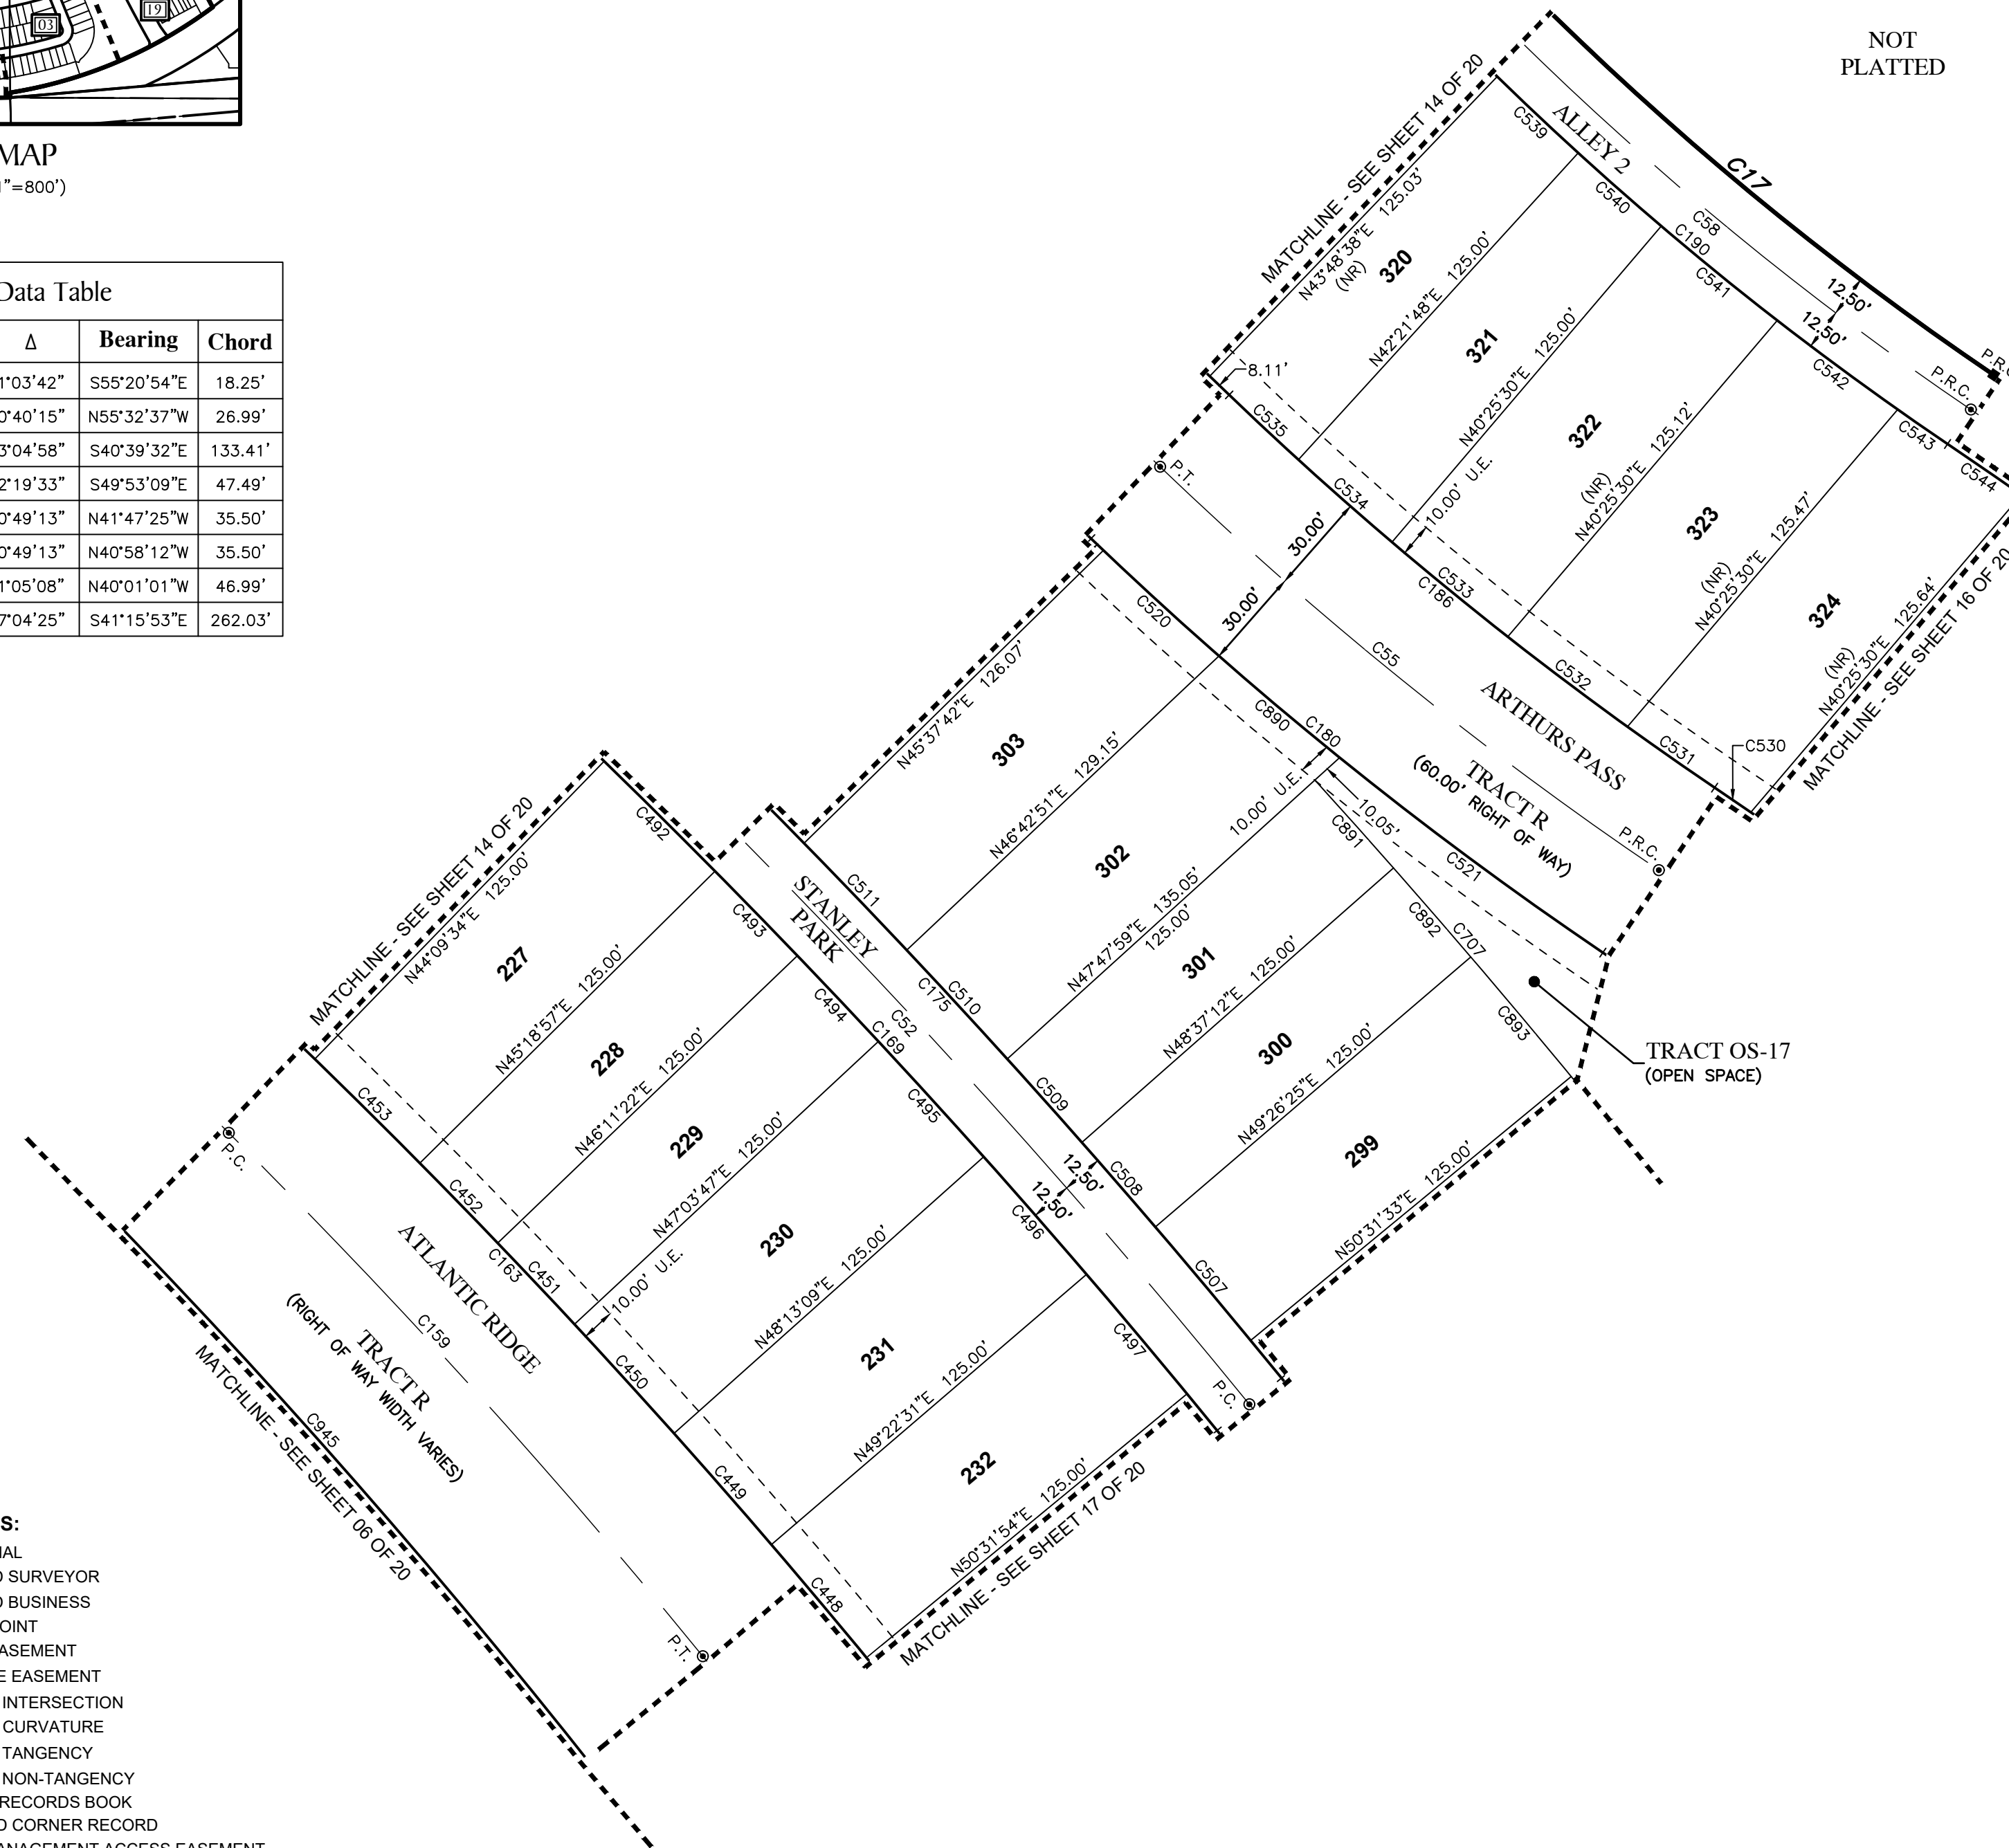 03
19
MAP
1"=800')
NOT
PLATTED
Data Table
Δ Bearing Chord
1°03'42" S55°20'54"E 18.25'
0°40'15" N55°32'37"W 26.99'
3°04'58" S40°39'32"E 133.41'
2°19'33" S49°53'09"E 47.49'
0°49'13" N41°47'25"W 35.50'
0°49'13" N40°58'12"W 35.50'
1°05'08" N40°01'01"W 46.99'
7°04'25" S41°15'53"E 262.03'
MATCHLINE - SEE SHEET 14 OF 20
N43°48'38"E 125.03'
(NR)
320
C539
ALLEY 2
C17
C540
C58
C190
C541
12.50'
12.50'
C542
P.R.C.
P.R.C.
C543
C544
N42°21'48"E 125.00'
321
N40°25'30"E 125.00'
322
(NR)
N40°25'30"E 125.12'
323
(NR)
N40°25'30"E 125.47'
324
(NR)
N40°25'30"E 125.64'
MATCHLINE - SEE SHEET 16 OF 20
8.11'
C535
C534
10.00' U.E.
C533
C186
C532
C531
C530
P.T.
30.00'
30.00'
C55
ARTHURS PASS
TRACT R
(60.00' RIGHT OF WAY)
P.R.C.
C520
C890
C180
10.00' U.E.
10.05'
C521
N45°37'42"E 126.07'
303
N46°42'51"E 129.15'
302
N47°47'59"E 135.05'
125.00'
301
C891
C892
C707
C893
N48°37'12"E 125.00'
300
N49°26'25"E 125.00'
299
N50°31'33"E 125.00'
TRACT OS-17
(OPEN SPACE)
C511
STANLEY
PARK
C175
C510
C52
C509
C508
C507
12.50'
12.50'
P.C.
MATCHLINE - SEE SHEET 14 OF 20
C492
C493
C494
C169
C495
C496
C497
N44°09'34"E 125.00'
227
N45°18'57"E 125.00'
228
N46°11'22"E 125.00'
229
N47°03'47"E 125.00'
230
10.00' U.E.
N48°13'09"E 125.00'
231
N49°22'31"E 125.00'
232
N50°31'54"E 125.00'
MATCHLINE - SEE SHEET 17 OF 20
C453
C452
C163
C451
C450
C449
C448
P.C.
ATLANTIC RIDGE
C159
TRACT R
(RIGHT OF WAY WIDTH VARIES)
P.T.
C945
MATCHLINE - SEE SHEET 06 OF 20
S:
D SURVEYOR
D BUSINESS
OINT
ASEMENT
E EASEMENT
INTERSECTION
CURVATURE
TANGENCY
NON-TANGENCY
RECORDS BOOK
D CORNER RECORD
ANAGEMENT ACCESS EASEMENT